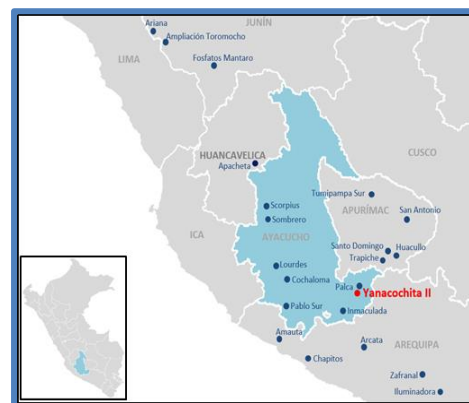 Ariana
JUNÍN
Ampliación Toromocho
LIMA
Fosfatos Mantaro
CUSCO
HUANCAVELICA
Apacheta
Tumipampa Sur
APURÍMAC
Scorpius
San Antonio
Sombrero
ICA
AYACUCHO
Santo Domingo
Huacullo
Trapiche
Lourdes
Cochaloma
Palca
Yanacochita II
Pablo Sur
Inmaculada
Amauta
Arcata
AREQUIPA
Chapitos
Zafranal
Iluminadora